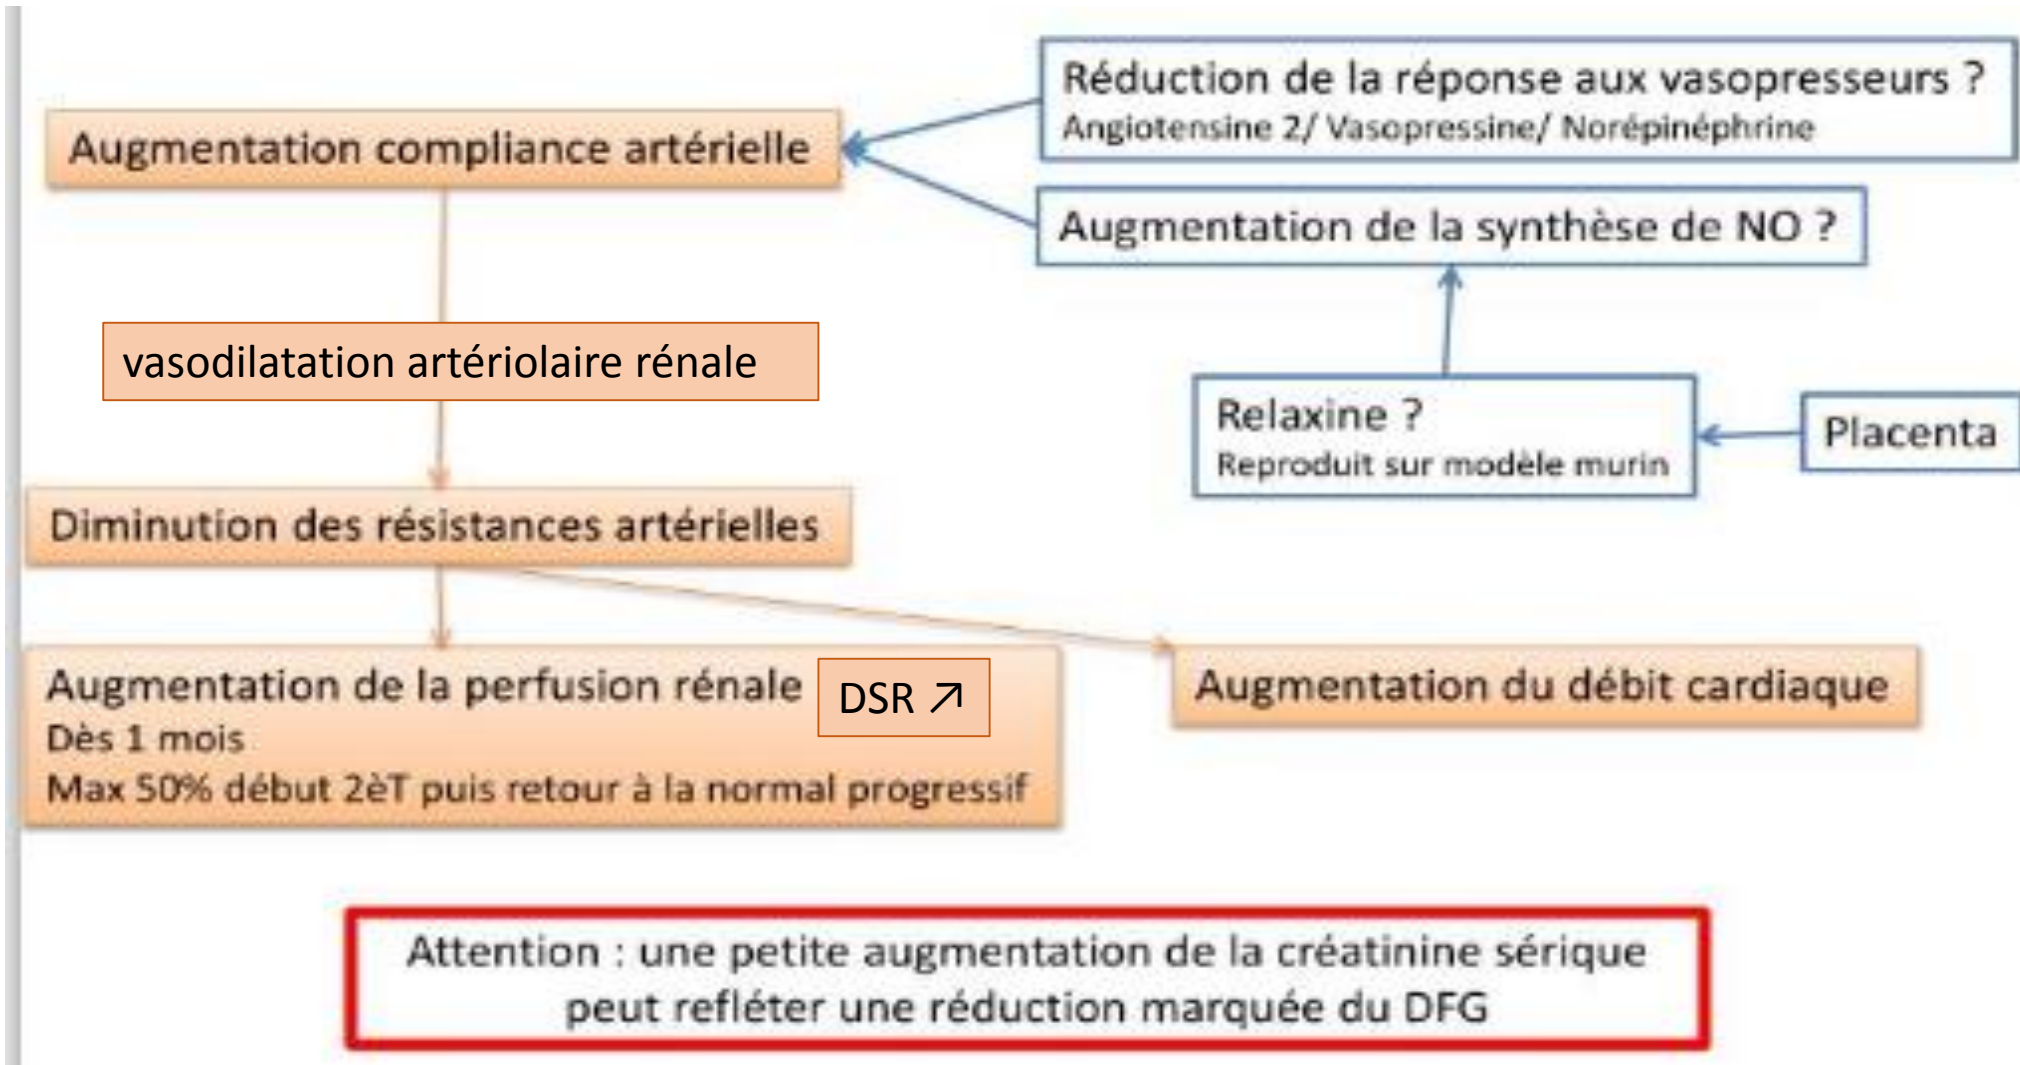 Réduction de la réponse aux vasopresseurs ?
Angiotensine 2/ Vasopressine/ Norépinéphrine
Augmentation compliance artérielle
Augmentation de la synthèse de NO ?
vasodilatation artériolaire rénale
Relaxine ?
Reproduit sur modèle murin
Placenta
Diminution des résistances artérielles
Augmentation de la perfusion rénale
DSR ↗
Dès 1 mois
Max 50% début 2èT puis retour à la normal progressif
Augmentation du débit cardiaque
Attention : une petite augmentation de la créatinine sérique
peut refléter une réduction marquée du DFG